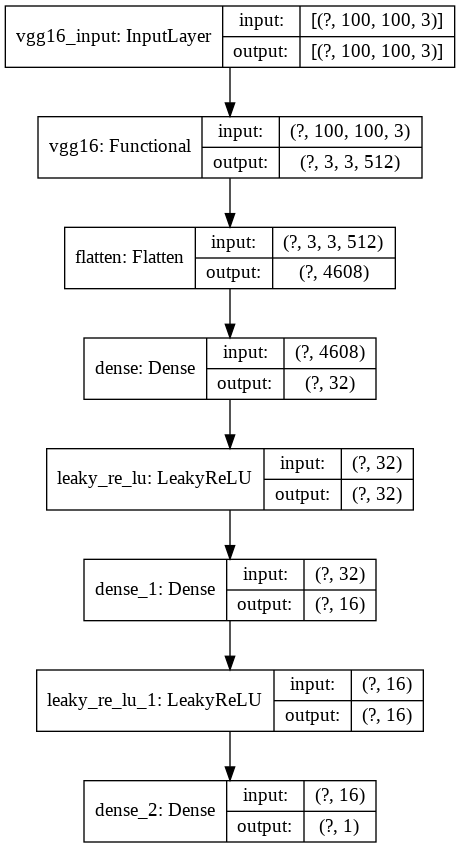 vgg16_input: InputLayer
input:
[(?, 100, 100, 3)]
output:
[(?, 100, 100, 3)]
vgg16: Functional
input:
(?, 100, 100, 3)
output:
(?, 3, 3, 512)
flatten: Flatten
input:
(?, 3, 3, 512)
output:
(?, 4608)
dense: Dense
input:
(?, 4608)
output:
(?, 32)
leaky_re_lu: LeakyReLU
input:
(?, 32)
output:
(?, 32)
dense_1: Dense
input:
(?, 32)
output:
(?, 16)
leaky_re_lu_1: LeakyReLU
input:
(?, 16)
output:
(?, 16)
dense_2: Dense
input:
(?, 16)
output:
(?, 1)